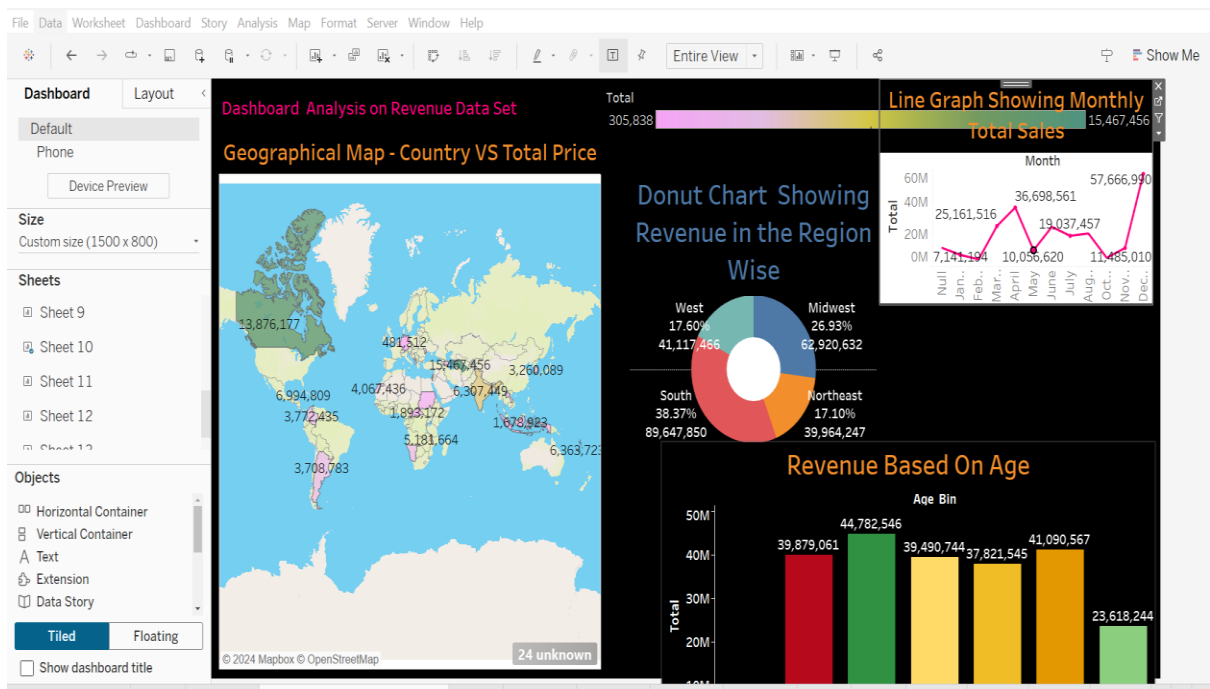 File Data Worksheet Dashboard Story Analysis Map Format Server Window Help
Entire View
Show Me
Dashboard Layout
Default
Phone
Device Preview
Size
Custom size (1500 x 800)
Sheets
Sheet 9
Sheet 10
Sheet 11
Sheet 12
Objects
Horizontal Container
Vertical Container
Text
Extension
Data Story
Tiled Floating
Show dashboard title
Dashboard Analysis on Revenue Data Set
Total
305,838 15,467,456
Geographical Map - Country VS Total Price
13,876,177
481,512
15,467,456
3,260,089
4,067,436
6,307,449
6,994,809
3,772,435
1,893,172
1,678,923
5,181,664
6,363,723
3,708,783
© 2024 Mapbox © OpenStreetMap
24 unknown
Donut Chart Showing
Revenue in the Region
Wise
West
17.60%
41,117,466
Midwest
26.93%
62,920,632
South
38.37%
89,647,850
Northeast
17.10%
39,964,247
Line Graph Showing Monthly
Total Sales
Month
60M
40M
20M
0M
Total
57,666,990
36,698,561
25,161,516
19,037,457
7,141,194
10,056,620
11,485,010
Null
Jan..
Feb..
Mar..
April
May
June
July
Aug..
Oct..
Nov..
Dec..
Revenue Based On Age
Age Bin
50M
40M
30M
20M
Total
39,879,061
44,782,546
39,490,744
37,821,545
41,090,567
23,618,244